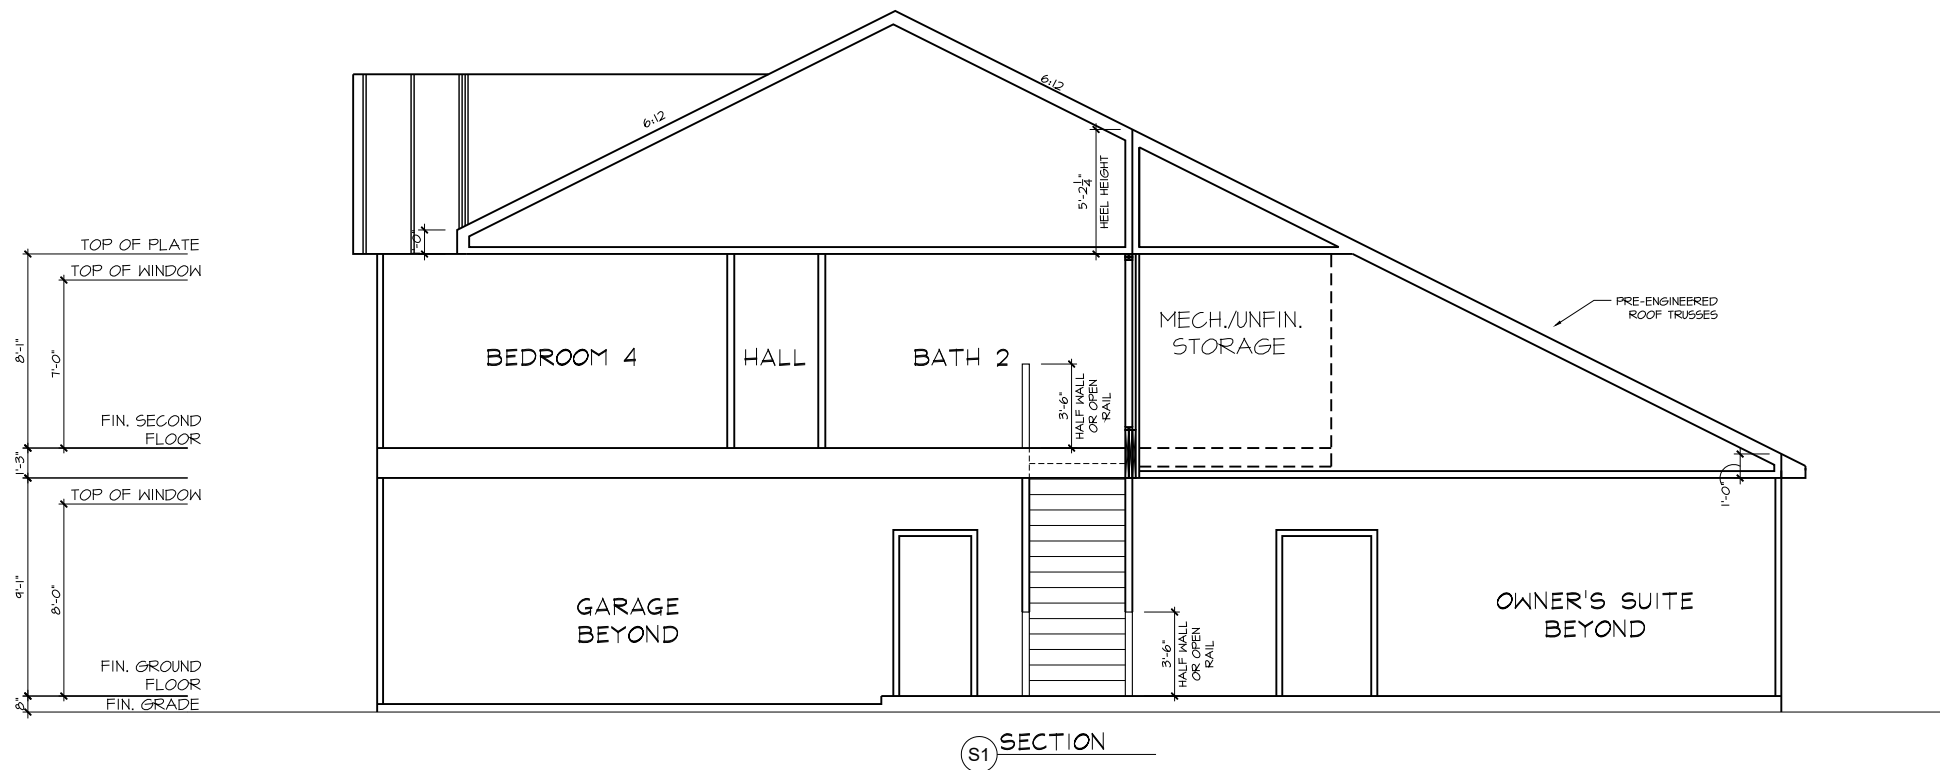 6:12
6:12
5'-2 1/4"
HEEL HEIGHT
TOP OF PLATE
TOP OF WINDOW
-0"
PRE-ENGINEERED
ROOF TRUSSES
MECH./UNFIN.
STORAGE
BEDROOM 4
HALL
BATH 2
8'-1"
7'-0"
3'-6"
HALF WALL
OR OPEN
RAIL
FIN. SECOND
FLOOR
1'-3"
TOP OF WINDOW
1'-0"
9'-1"
8'-0"
GARAGE
BEYOND
OWNER'S SUITE
BEYOND
3'-6"
HALF WALL
OR OPEN
RAIL
FIN. GROUND
FLOOR
8"
FIN. GRADE
S1
SECTION